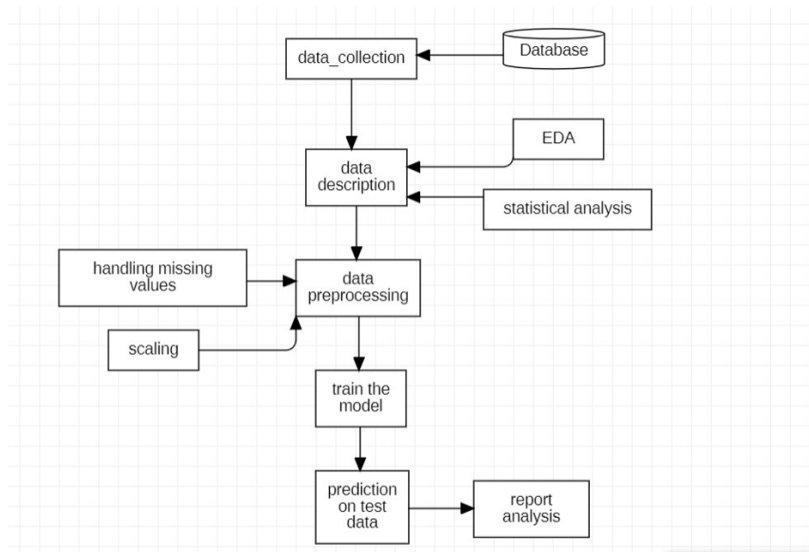 data_collection
Database
EDA
data
description
statistical analysis
handling missing
values
data
preprocessing
scaling
train the
model
prediction
on test
data
report
analysis